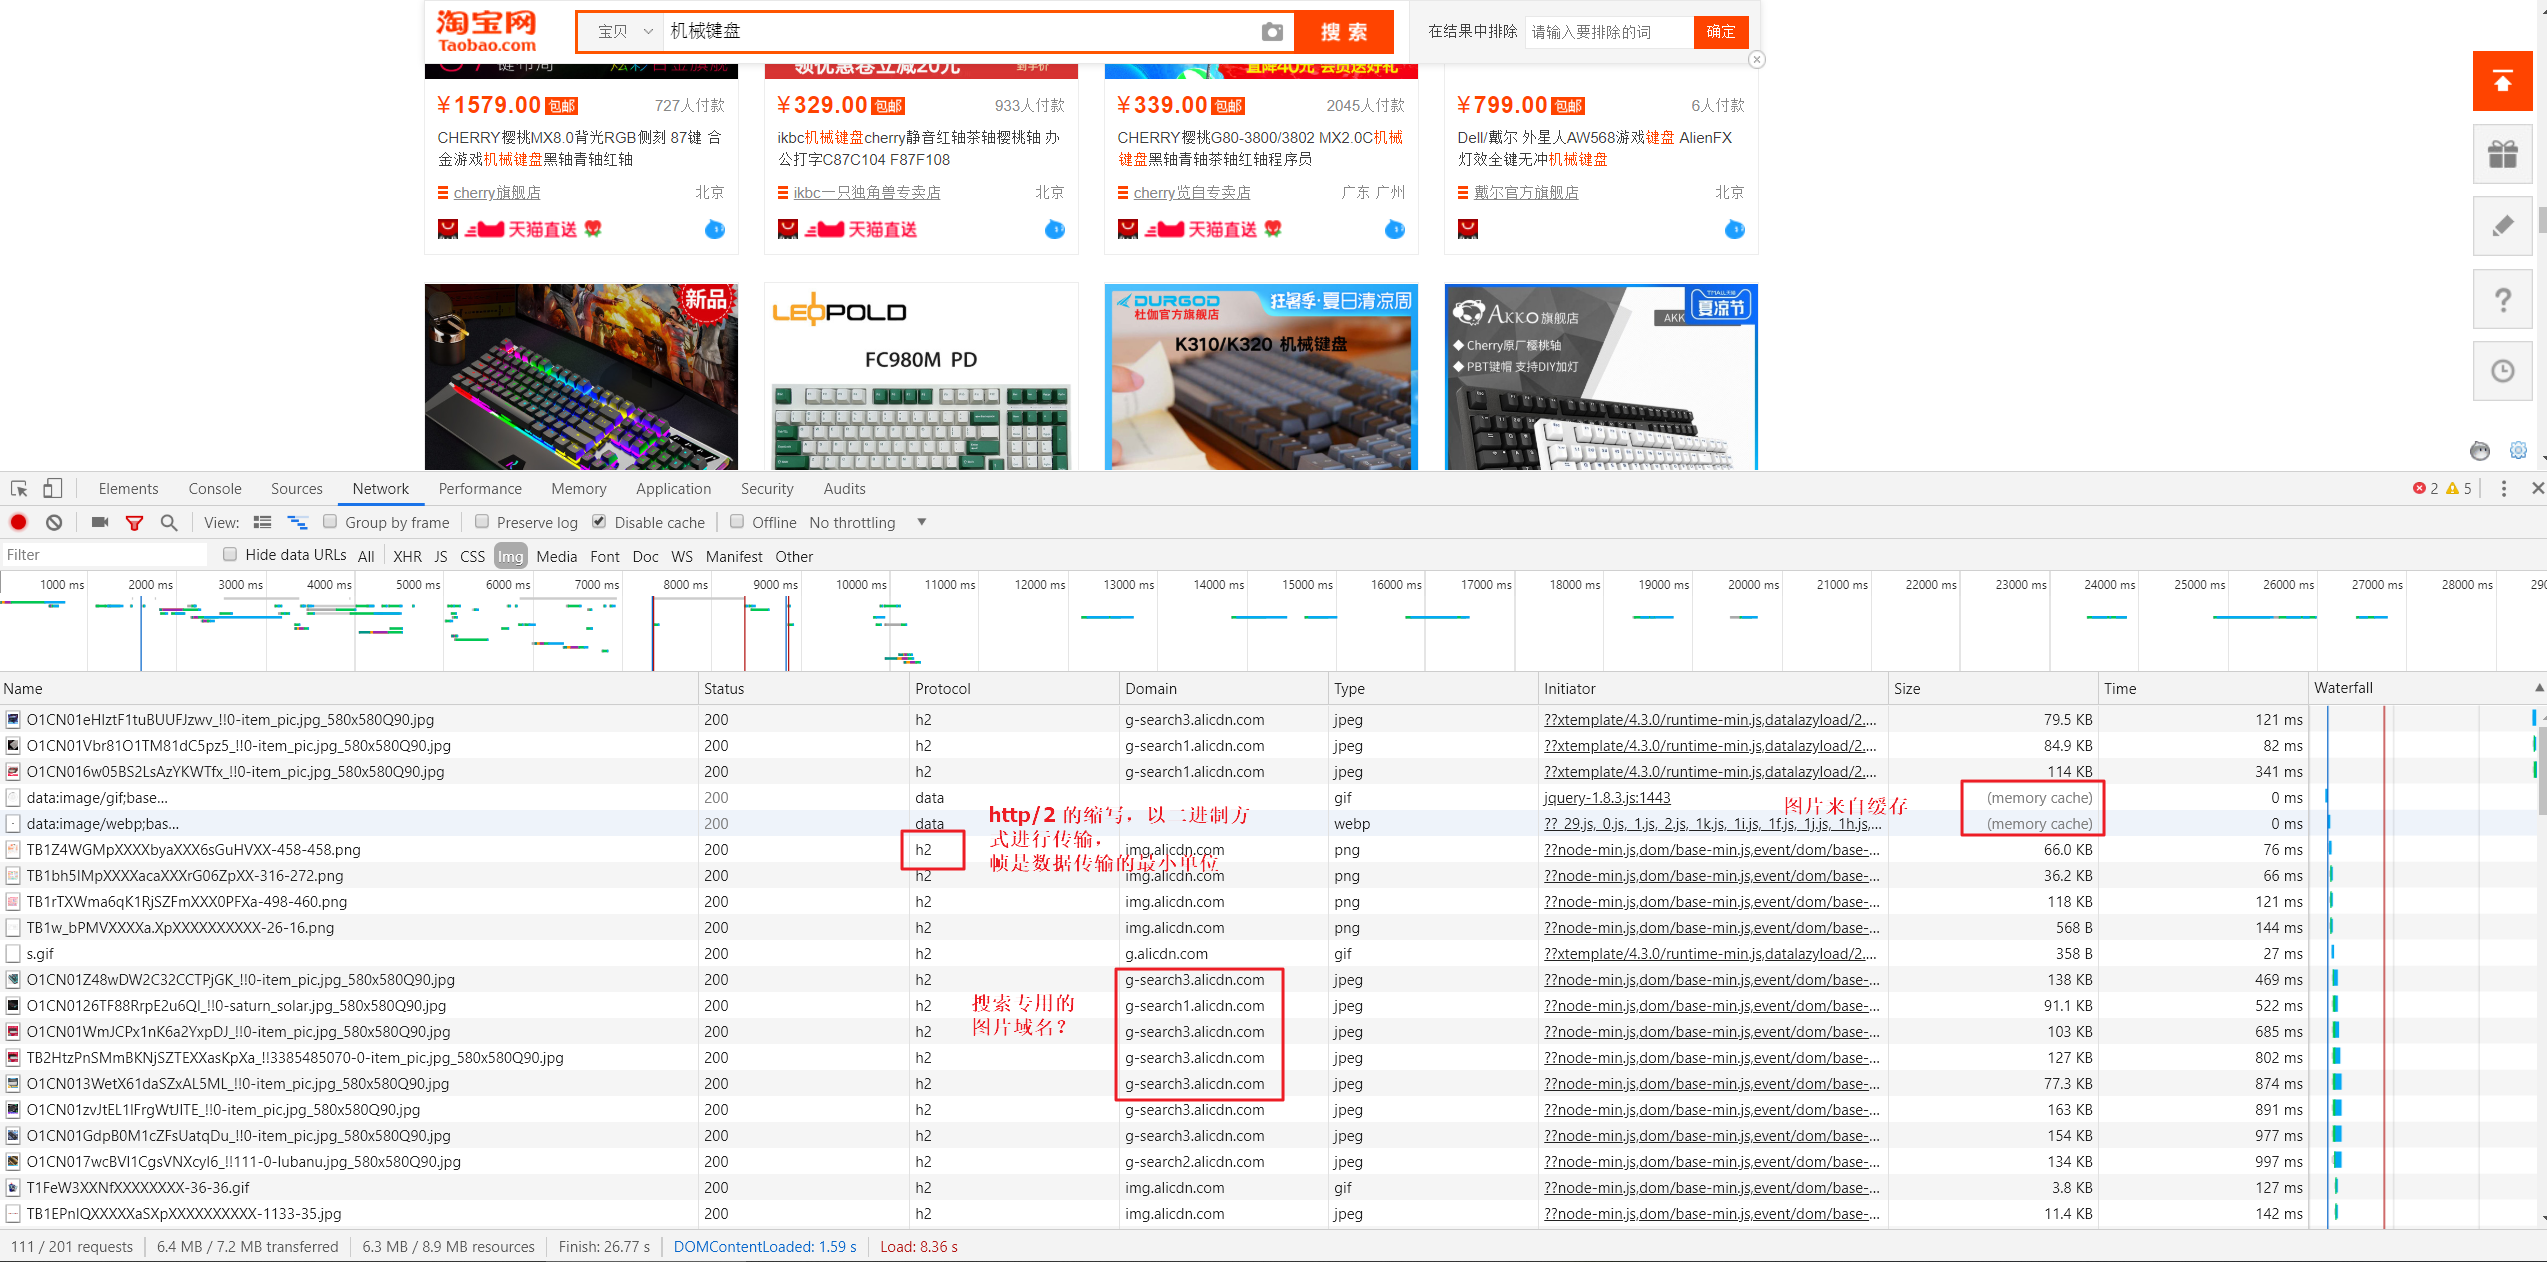 淘宝网
Taobao.com
宝贝 机械键盘 搜索 在结果中排除 请输入要排除的词 确定
领优惠卷立减20元 到手价
直降40元 会员送好礼
¥1579.00 包邮 727人付款
CHERRY樱桃MX8.0背光RGB侧刻 87键 合
金游戏机械键盘黑轴青轴红轴
cherry旗舰店 北京
天猫直送
¥329.00 包邮 933人付款
ikbc机械键盘cherry静音红轴茶轴樱桃轴 办
公打字C87C104 F87F108
ikbc一只独角兽专卖店 北京
天猫直送
¥339.00 包邮 2045人付款
CHERRY樱桃G80-3800/3802 MX2.0C机械
键盘黑轴青轴茶轴红轴程序员
cherry览自专卖店 广东 广州
天猫直送
¥799.00 包邮 6人付款
Dell/戴尔 外星人AW568游戏键盘 AlienFX
灯效全键无冲机械键盘
戴尔官方旗舰店 北京
新品
LEOPOLD
FC980M PD
DURGOD
杜伽官方旗舰店
狂暑季·夏日清凉周
K310/K320 机械键盘
AKKO 旗舰店
夏凉节
AKK
Cherry原厂樱桃轴
PBT键帽 支持DIY加灯
Elements Console Sources Network Performance Memory Application Security Audits 2 5
View: Group by frame Preserve log Disable cache Offline No throttling
Filter Hide data URLs All XHR JS CSS Img Media Font Doc WS Manifest Other
1000 ms 2000 ms 3000 ms 4000 ms 5000 ms 6000 ms 7000 ms 8000 ms 9000 ms 10000 ms 11000 ms 12000 ms 13000 ms 14000 ms 15000 ms 16000 ms 17000 ms 18000 ms 19000 ms 20000 ms 21000 ms 22000 ms 23000 ms 24000 ms 25000 ms 26000 ms 27000 ms 28000 ms 290
Name Status Protocol Domain Type Initiator Size Time Waterfall
O1CN01eHIztF1tuBUUFJzwv_!!0-item_pic.jpg_580x580Q90.jpg 200 h2 g-search3.alicdn.com jpeg ??xtemplate/4.3.0/runtime-min.js,datalazyload/2.... 79.5 KB 121 ms
O1CN01Vbr81O1TM81dC5pz5_!!0-item_pic.jpg_580x580Q90.jpg 200 h2 g-search1.alicdn.com jpeg ??xtemplate/4.3.0/runtime-min.js,datalazyload/2.... 84.9 KB 82 ms
O1CN016w05BS2LsAzYKWTfx_!!0-item_pic.jpg_580x580Q90.jpg 200 h2 g-search1.alicdn.com jpeg ??xtemplate/4.3.0/runtime-min.js,datalazyload/2.... 114 KB 341 ms
data:image/gif;base... 200 data gif jquery-1.8.3.js:1443 (memory cache) 0 ms
data:image/webp;bas... 200 data webp ??_29.js,_0.js,_1.js,_2.js,_1k.js,_1i.js,_1f.js,_1j.js,_1h.js,... (memory cache) 0 ms
图片来自缓存
http/2 的缩写，以二进制方
式进行传输，
帧是数据传输的最小单位
TB1Z4WGMpXXXXbyaXXX6sGuHVXX-458-458.png 200 h2 img.alicdn.com png ??node-min.js,dom/base-min.js,event/dom/base-... 66.0 KB 76 ms
TB1bh5IMpXXXXacaXXXrG06ZpXX-316-272.png 200 h2 img.alicdn.com png ??node-min.js,dom/base-min.js,event/dom/base-... 36.2 KB 66 ms
TB1rTXWma6qK1RjSZFmXXX0PFXa-498-460.png 200 h2 img.alicdn.com png ??node-min.js,dom/base-min.js,event/dom/base-... 118 KB 121 ms
TB1w_bPMVXXXXa.XpXXXXXXXXXX-26-16.png 200 h2 img.alicdn.com png ??node-min.js,dom/base-min.js,event/dom/base-... 568 B 144 ms
s.gif 200 h2 g.alicdn.com gif ??xtemplate/4.3.0/runtime-min.js,datalazyload/2.... 358 B 27 ms
O1CN01Z48wDW2C32CCTPjGK_!!0-item_pic.jpg_580x580Q90.jpg 200 h2 g-search3.alicdn.com jpeg ??node-min.js,dom/base-min.js,event/dom/base-... 138 KB 469 ms
O1CN0126TF88RrpE2u6QI_!!0-saturn_solar.jpg_580x580Q90.jpg 200 h2 g-search1.alicdn.com jpeg ??node-min.js,dom/base-min.js,event/dom/base-... 91.1 KB 522 ms
O1CN01WmJCPx1nK6a2YxpDJ_!!0-item_pic.jpg_580x580Q90.jpg 200 h2 g-search3.alicdn.com jpeg ??node-min.js,dom/base-min.js,event/dom/base-... 103 KB 685 ms
搜索专用的
图片域名？
TB2HtzPnSMmBKNjSZTEXXasKpXa_!!3385485070-0-item_pic.jpg_580x580Q90.jpg 200 h2 g-search3.alicdn.com jpeg ??node-min.js,dom/base-min.js,event/dom/base-... 127 KB 802 ms
O1CN013WetX61daSZxAL5ML_!!0-item_pic.jpg_580x580Q90.jpg 200 h2 g-search3.alicdn.com jpeg ??node-min.js,dom/base-min.js,event/dom/base-... 77.3 KB 874 ms
O1CN01zvJtEL1IFrgWtJITE_!!0-item_pic.jpg_580x580Q90.jpg 200 h2 g-search3.alicdn.com jpeg ??node-min.js,dom/base-min.js,event/dom/base-... 163 KB 891 ms
O1CN01GdpB0M1cZFsUatqDu_!!0-item_pic.jpg_580x580Q90.jpg 200 h2 g-search3.alicdn.com jpeg ??node-min.js,dom/base-min.js,event/dom/base-... 154 KB 977 ms
O1CN017wcBVI1CgsVNXcyI6_!!111-0-lubanu.jpg_580x580Q90.jpg 200 h2 g-search2.alicdn.com jpeg ??node-min.js,dom/base-min.js,event/dom/base-... 134 KB 997 ms
T1FeW3XXNfXXXXXXXX-36-36.gif 200 h2 img.alicdn.com gif ??node-min.js,dom/base-min.js,event/dom/base-... 3.8 KB 127 ms
TB1EPnIQXXXXXaSXpXXXXXXXXXX-1133-35.jpg 200 h2 img.alicdn.com jpeg ??node-min.js,dom/base-min.js,event/dom/base-... 11.4 KB 142 ms
111 / 201 requests 6.4 MB / 7.2 MB transferred 6.3 MB / 8.9 MB resources Finish: 26.77 s DOMContentLoaded: 1.59 s Load: 8.36 s